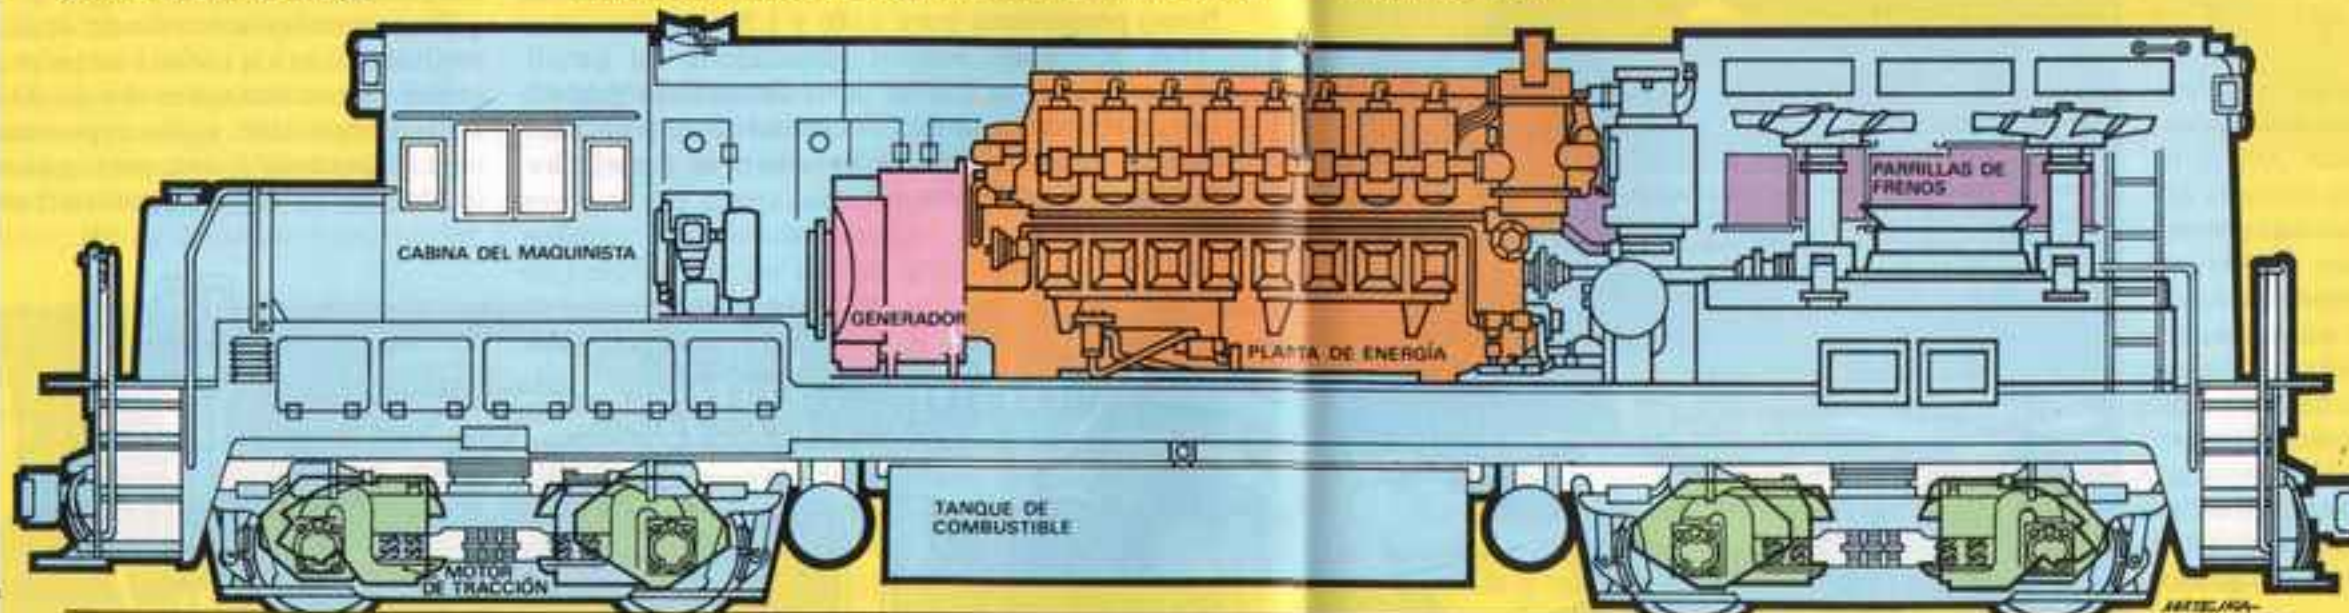 CABINA DEL MAQUINISTA
GENERADOR
PLANTA DE ENERGÍA
PARRILLAS DE
FRENOS
TANQUE DE
COMBUSTIBLE
MOTOR
DE TRACCIÓN